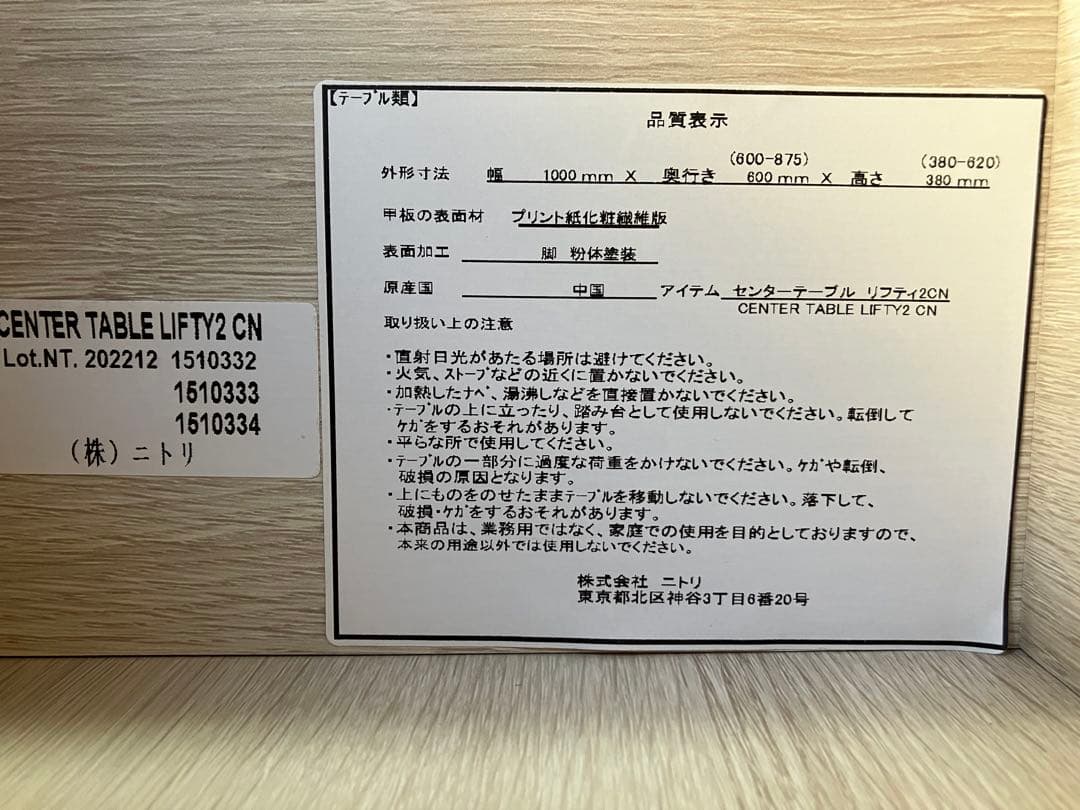 【テーブル類】
品質表示
(600-875) (380-620)
外形寸法 幅 1000 mm X 奥行き 600 mm X 高さ 380 mm
甲板の表面材 プリント紙化粧繊維版
表面加工 脚 粉体塗装
原産国 中国 アイテム センターテーブル リフティ2CN
CENTER TABLE LIFTY2 CN
取り扱い上の注意
・直射日光があたる場所は避けてください。
・火気、ストーブなどの近くに置かないでください。
・加熱したナベ、湯沸しなどを直接置かないでください。
・テーブルの上に立ったり、踏み台として使用しないでください。転倒して
ケガをするおそれがあります。
・平らな所で使用してください。
・テーブルの一部分に過度な荷重をかけないでください。ケガや転倒、
破損の原因となります。
・上にものをのせたままテーブルを移動しないでください。落下して、
破損・ケガをするおそれがあります。
・本商品は、業務用ではなく、家庭での使用を目的としておりますので、
本来の用途以外では使用しないでください。
株式会社 ニトリ
東京都北区神谷3丁目6番20号
CENTER TABLE LIFTY2 CN
Lot.NT. 202212 1510332
1510333
1510334
(株)ニトリ